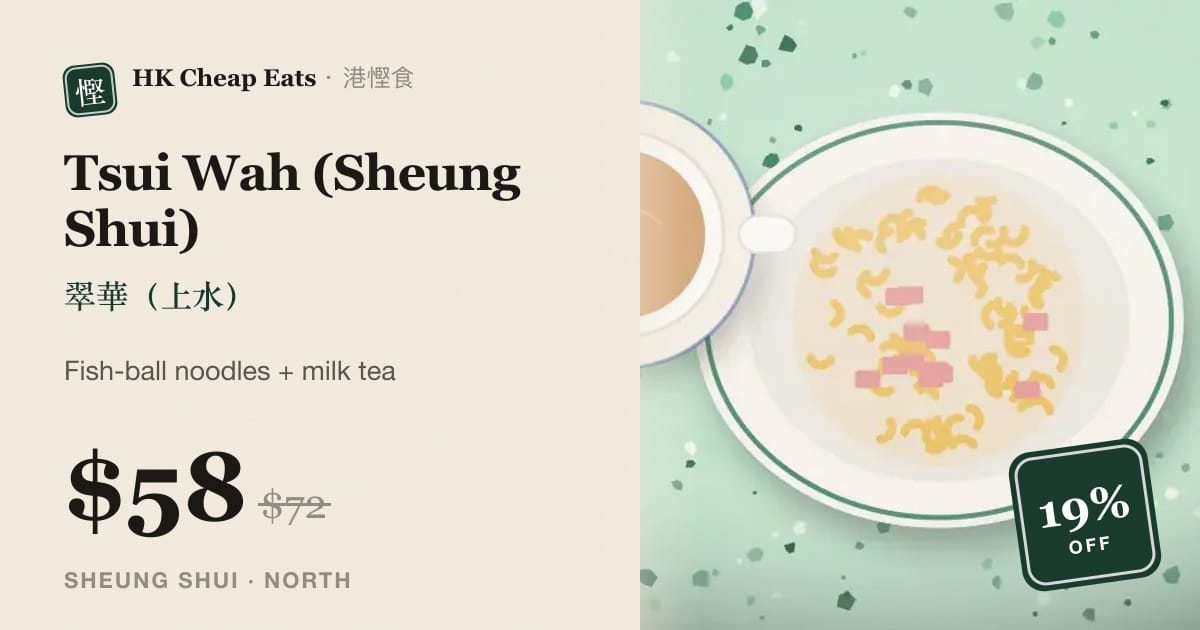 慳
HK Cheap Eats · 港慳食
Tsui Wah (Sheung
Shui)
翠華（上水）
Fish-ball noodles + milk tea
$58 $72
SHEUNG SHUI · NORTH
19%
OFF